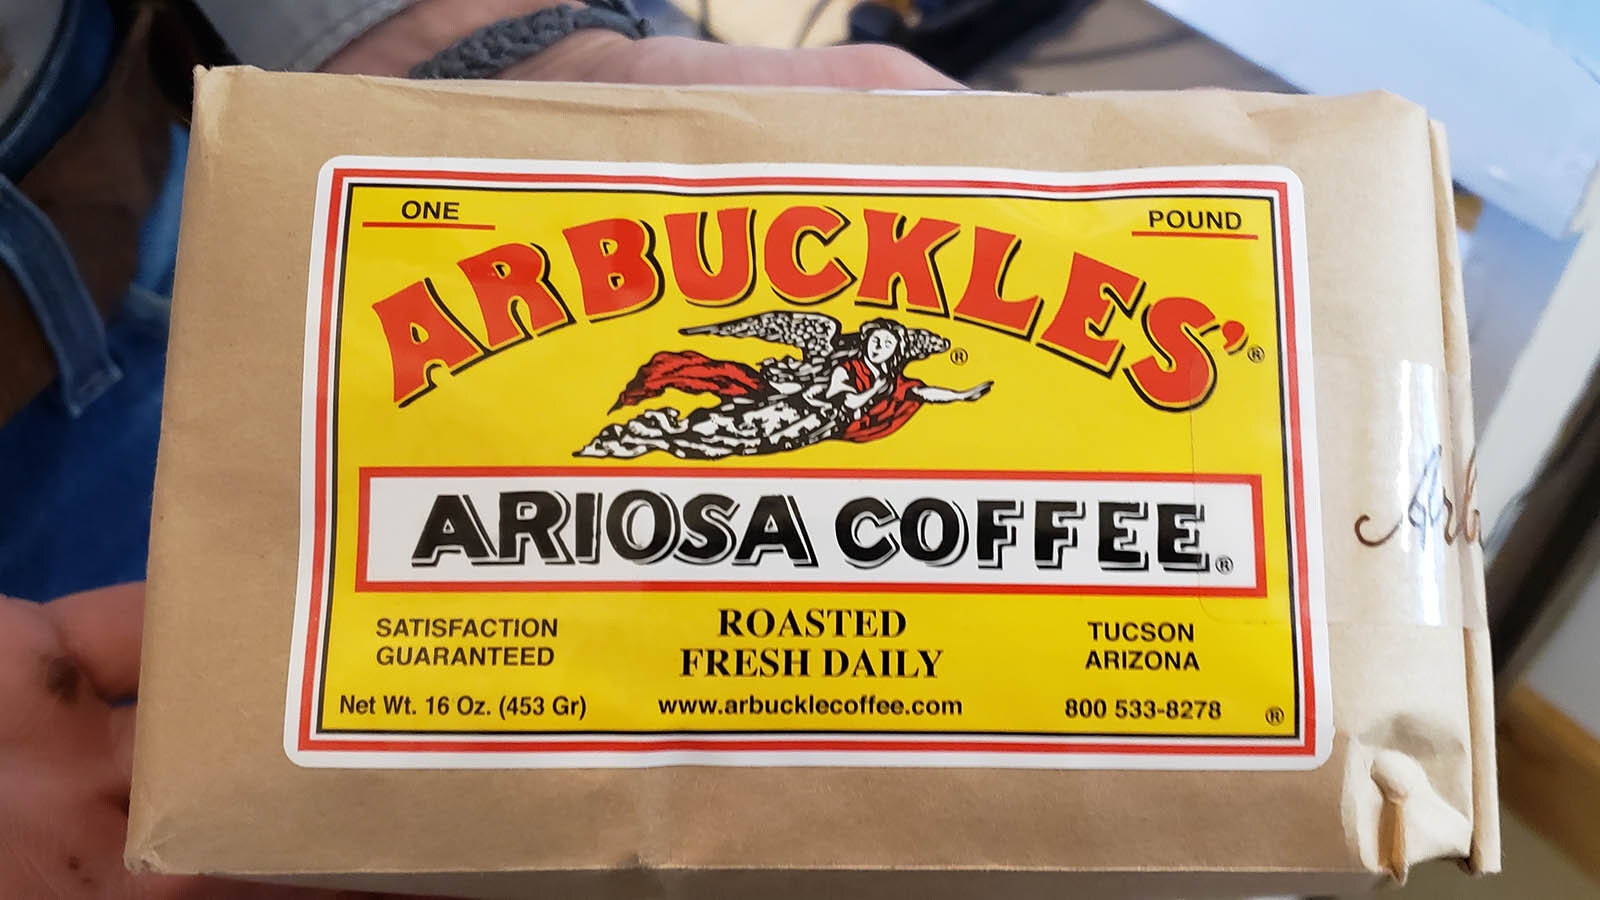 ONE
POUND
ARBUCKLES'®
®
ARIOSA COFFEE®
SATISFACTION
GUARANTEED
ROASTED
FRESH DAILY
TUCSON
ARIZONA
Net Wt. 16 Oz. (453 Gr)
www.arbucklecoffee.com
800 533-8278
®